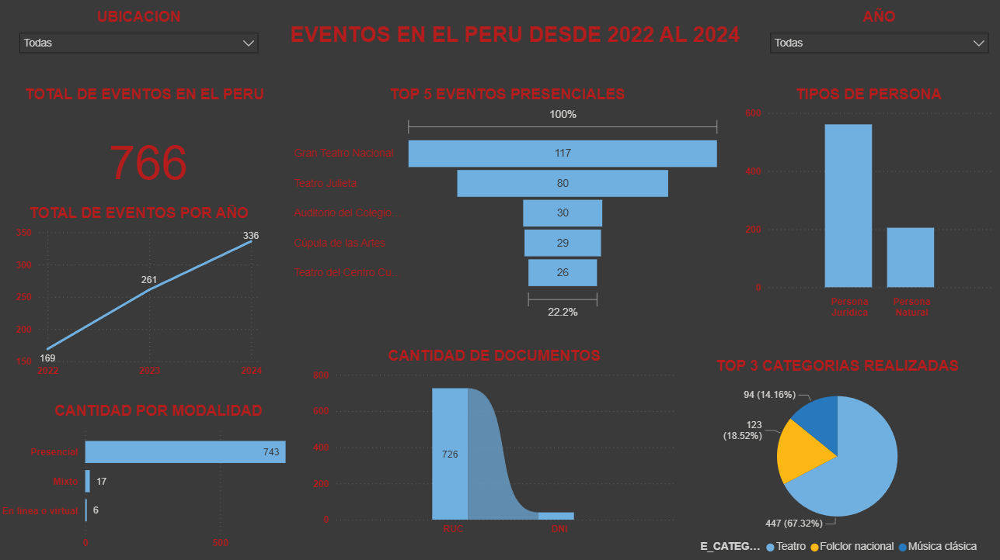 UBICACION
Todas
EVENTOS EN EL PERU DESDE 2022 AL 2024
AÑO
Todas
TOTAL DE EVENTOS EN EL PERU
766
TOTAL DE EVENTOS POR AÑO
350
300
250
200
150
169
261
336
2022
2023
2024
CANTIDAD POR MODALIDAD
Presencial
743
Mixto
17
En línea o virtual
6
0
500
TOP 5 EVENTOS PRESENCIALES
100%
Gran Teatro Nacional
117
Teatro Julieta
80
Auditorio del Colegio...
30
Cúpula de las Artes
29
Teatro del Centro Cu...
26
22.2%
CANTIDAD DE DOCUMENTOS
800
600
400
200
0
726
RUC
DNI
TIPOS DE PERSONA
600
400
200
0
Persona
Jurídica
Persona
Natural
TOP 3 CATEGORIAS REALIZADAS
94 (14.16%)
123
(18.52%)
447 (67.32%)
E_CATEG... Teatro Folclor nacional Música clásica